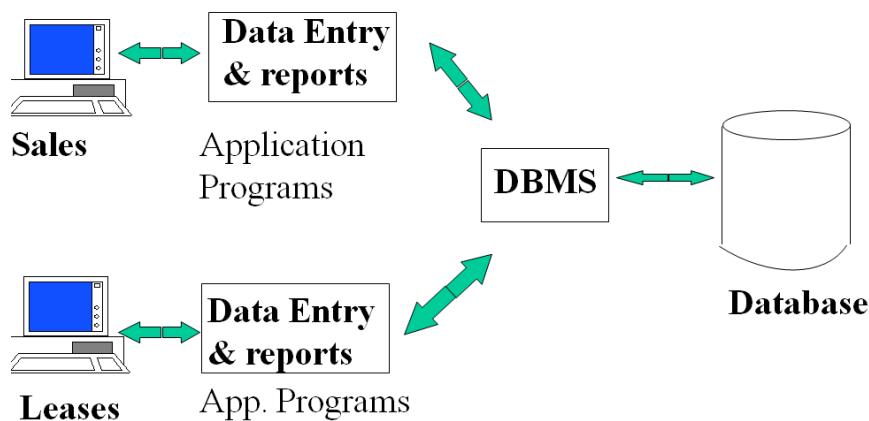 Data Entry
& reports
Sales
Application
Programs
DBMS
Database
Data Entry
& reports
Leases
App. Programs